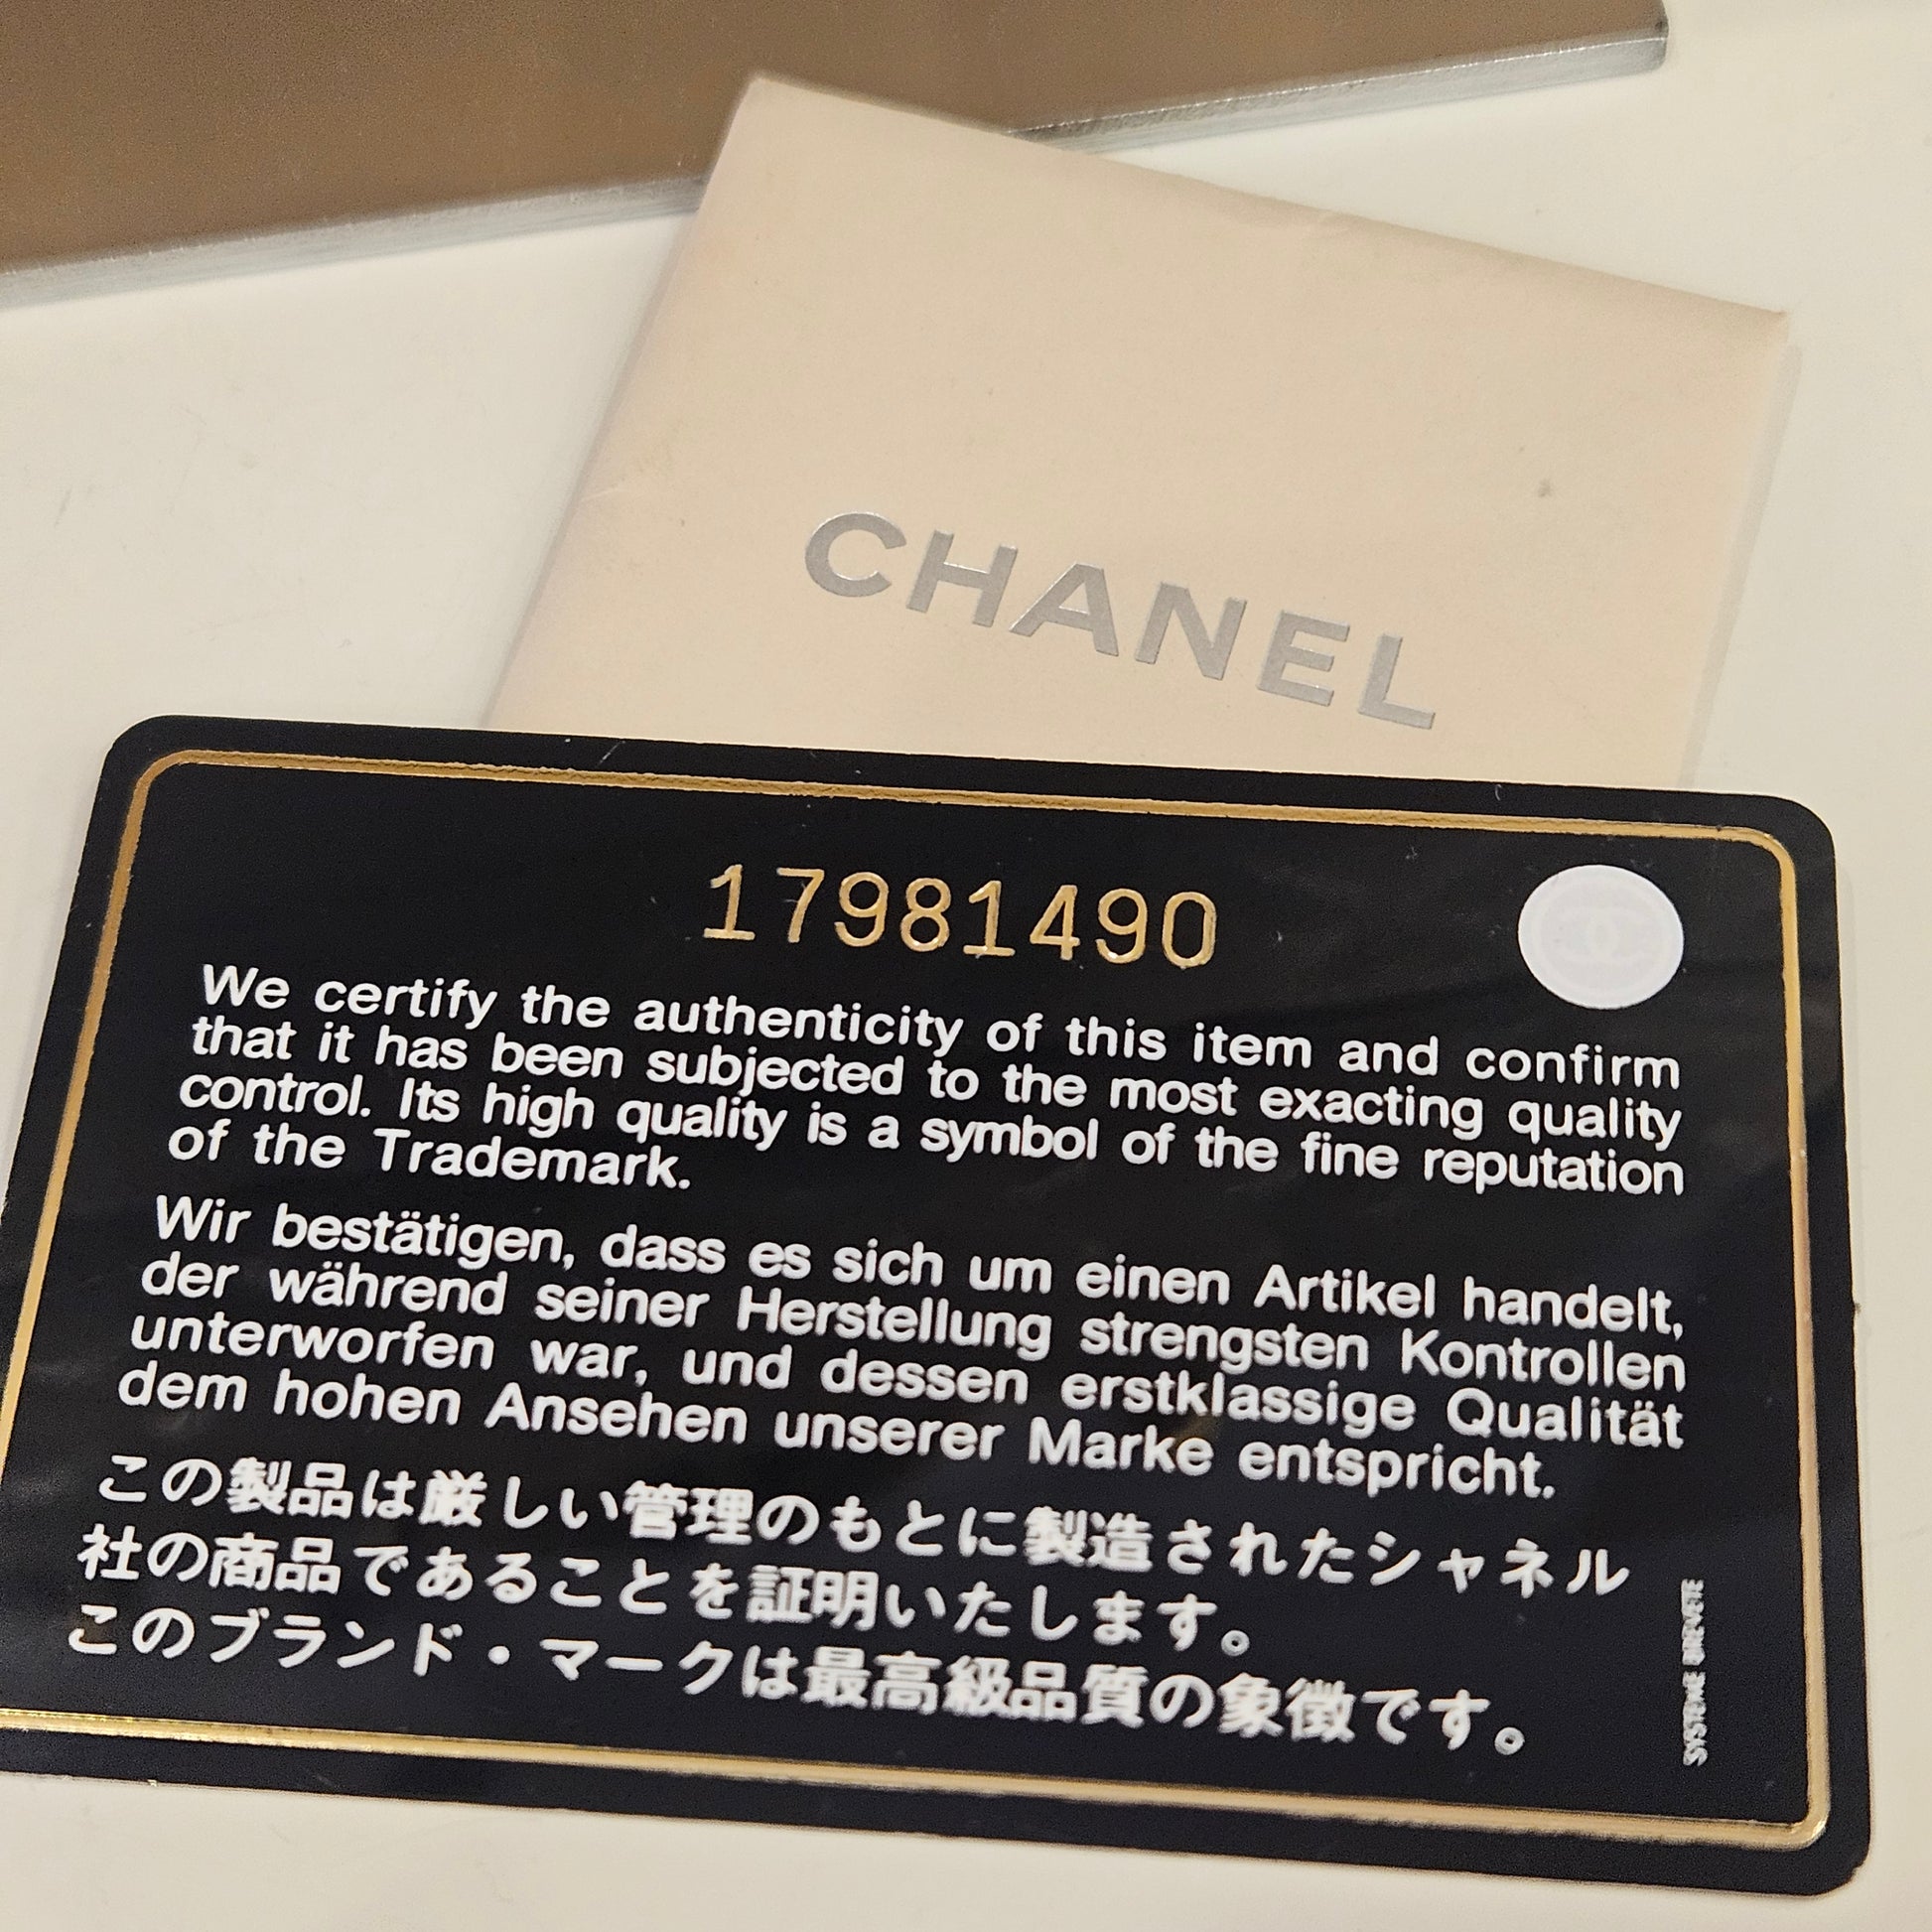 CHANEL
17981490
We certify the authenticity of this item and confirm
that it has been subjected to the most exacting quality
control. Its high quality is a symbol of the fine reputation
of the Trademark.
Wir bestätigen, dass es sich um einen Artikel handelt,
der während seiner Herstellung strengsten Kontrollen
unterworfen war, und dessen erstklassige Qualität
dem hohen Ansehen unserer Marke entspricht.
この製品は厳しい管理のもとに製造されたシャネル
社の商品であることを証明いたします。
このブランド・マークは最高級品質の象徴です。
SYSTEME BREVETE